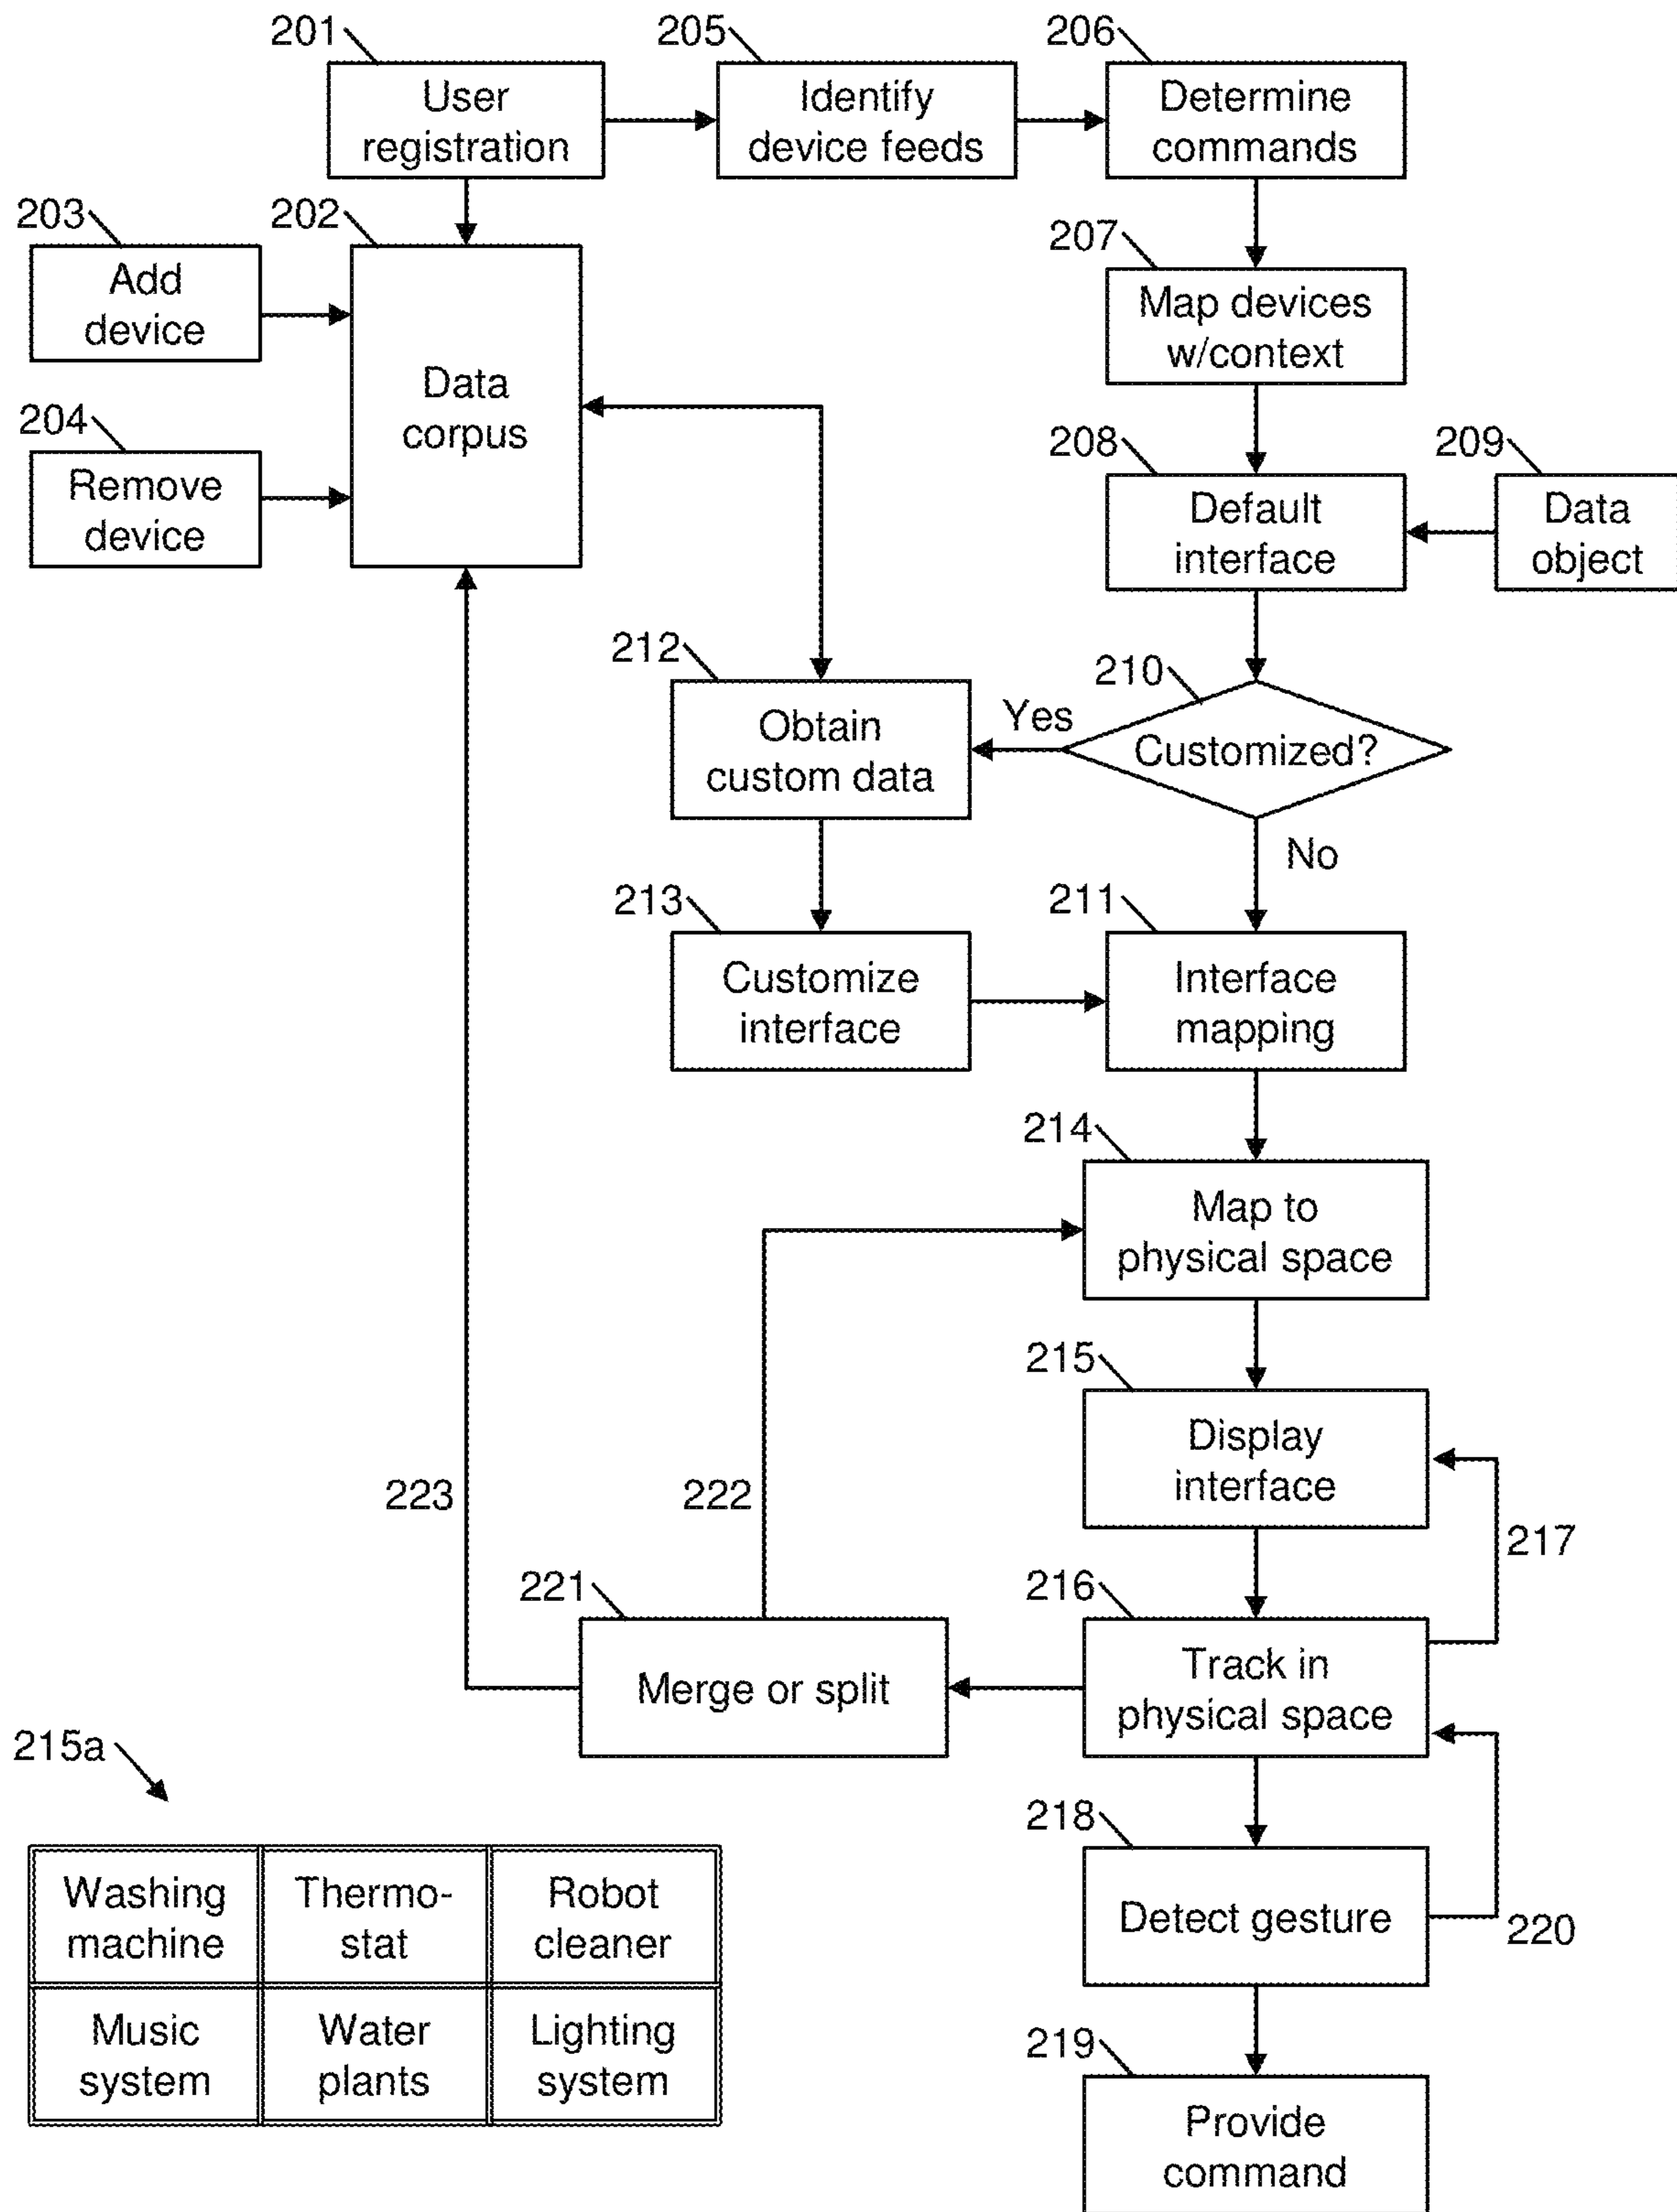 201
205
206
User
registration
Identify
device feeds
Determine
commands
203
202
207
Add
device
Data
corpus
Map devices
w/context
204
Remove
device
208
209
Default
interface
Data
object
212
210
Obtain
custom data
Yes
Customized?
No
213
211
Customize
interface
Interface
mapping
214
Map to
physical space
215
Display
interface
223
222
217
221
216
Merge or split
Track in
physical space
215a
218
Detect gesture
220
Washing
machine
Thermo-
stat
Robot
cleaner
Music
system
Water
plants
Lighting
system
219
Provide
command